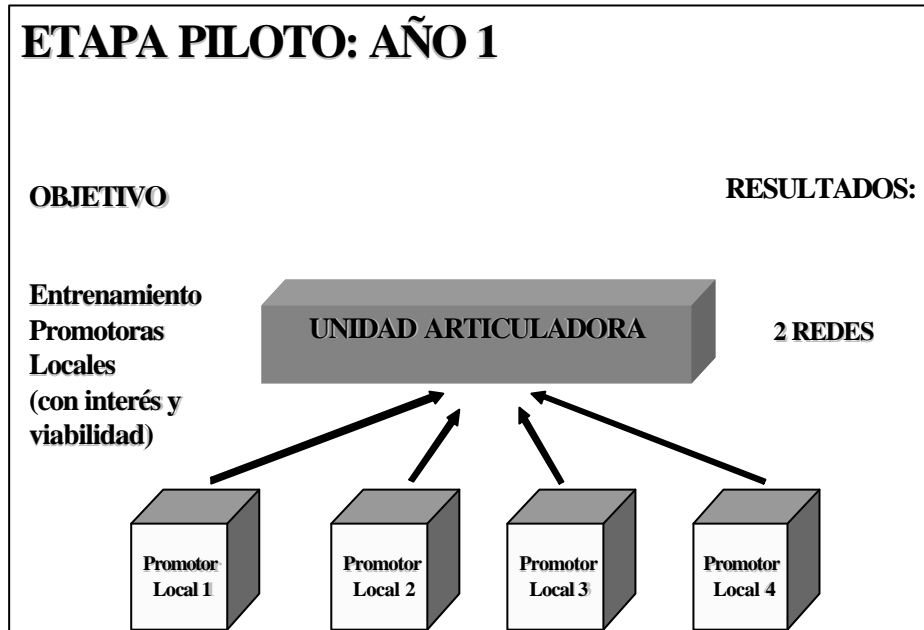 ETAPA PILOTO: AÑO 1
OBJETIVO
RESULTADOS:
Entrenamiento
Promotoras
Locales
(con interés y
viabilidad)
UNIDAD ARTICULADORA
2 REDES
Promotor
Local 1
Promotor
Local 2
Promotor
Local 3
Promotor
Local 4